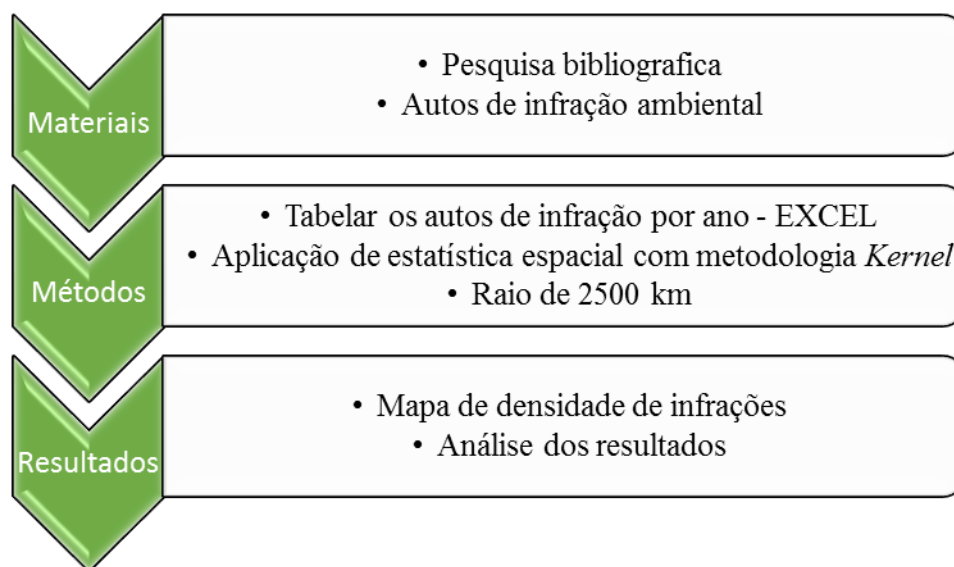 Materiais
• Pesquisa bibliografica
• Autos de infração ambiental
Métodos
• Tabelar os autos de infração por ano - EXCEL
• Aplicação de estatística espacial com metodologia Kernel
• Raio de 2500 km
Resultados
• Mapa de densidade de infrações
• Análise dos resultados